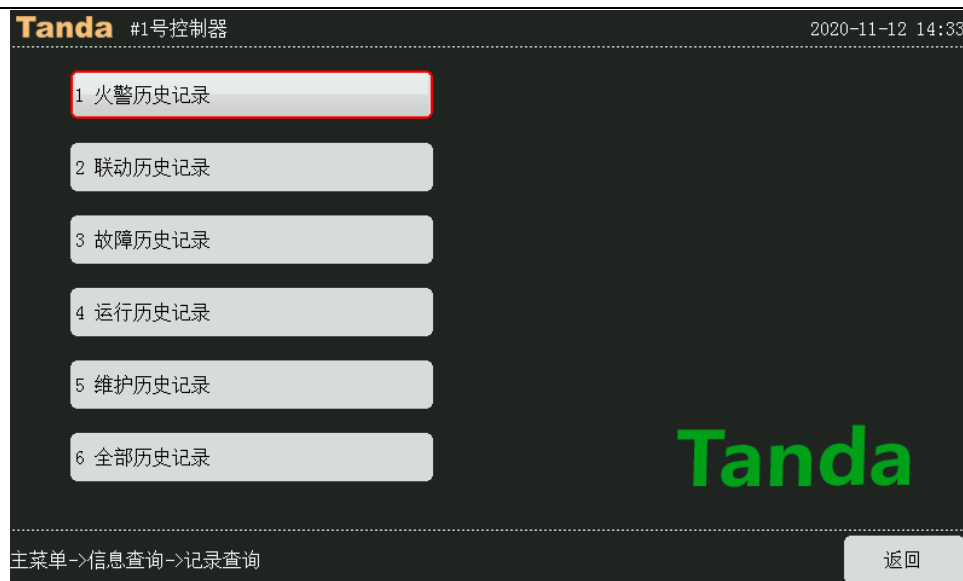 Tanda #1号控制器 2020-11-12 14:33
1 火警历史记录
2 联动历史记录
3 故障历史记录
4 运行历史记录
5 维护历史记录
6 全部历史记录
Tanda
主菜单->信息查询->记录查询 返回